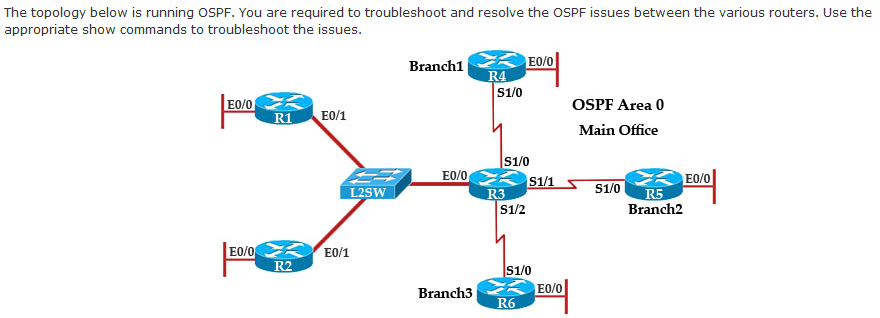 The topology below is running OSPF. You are required to troubleshoot and resolve the OSPF issues between the various routers. Use the
appropriate show commands to troubleshoot the issues.
Branch1
R4
E0/0
S1/0
OSPF Area 0
Main Office
E0/0
R1
E0/1
L2SW
E0/0
R3
S1/0
S1/1
S1/2
S1/0
R5
E0/0
Branch2
E0/0
R2
E0/1
Branch3
S1/0
R6
E0/0